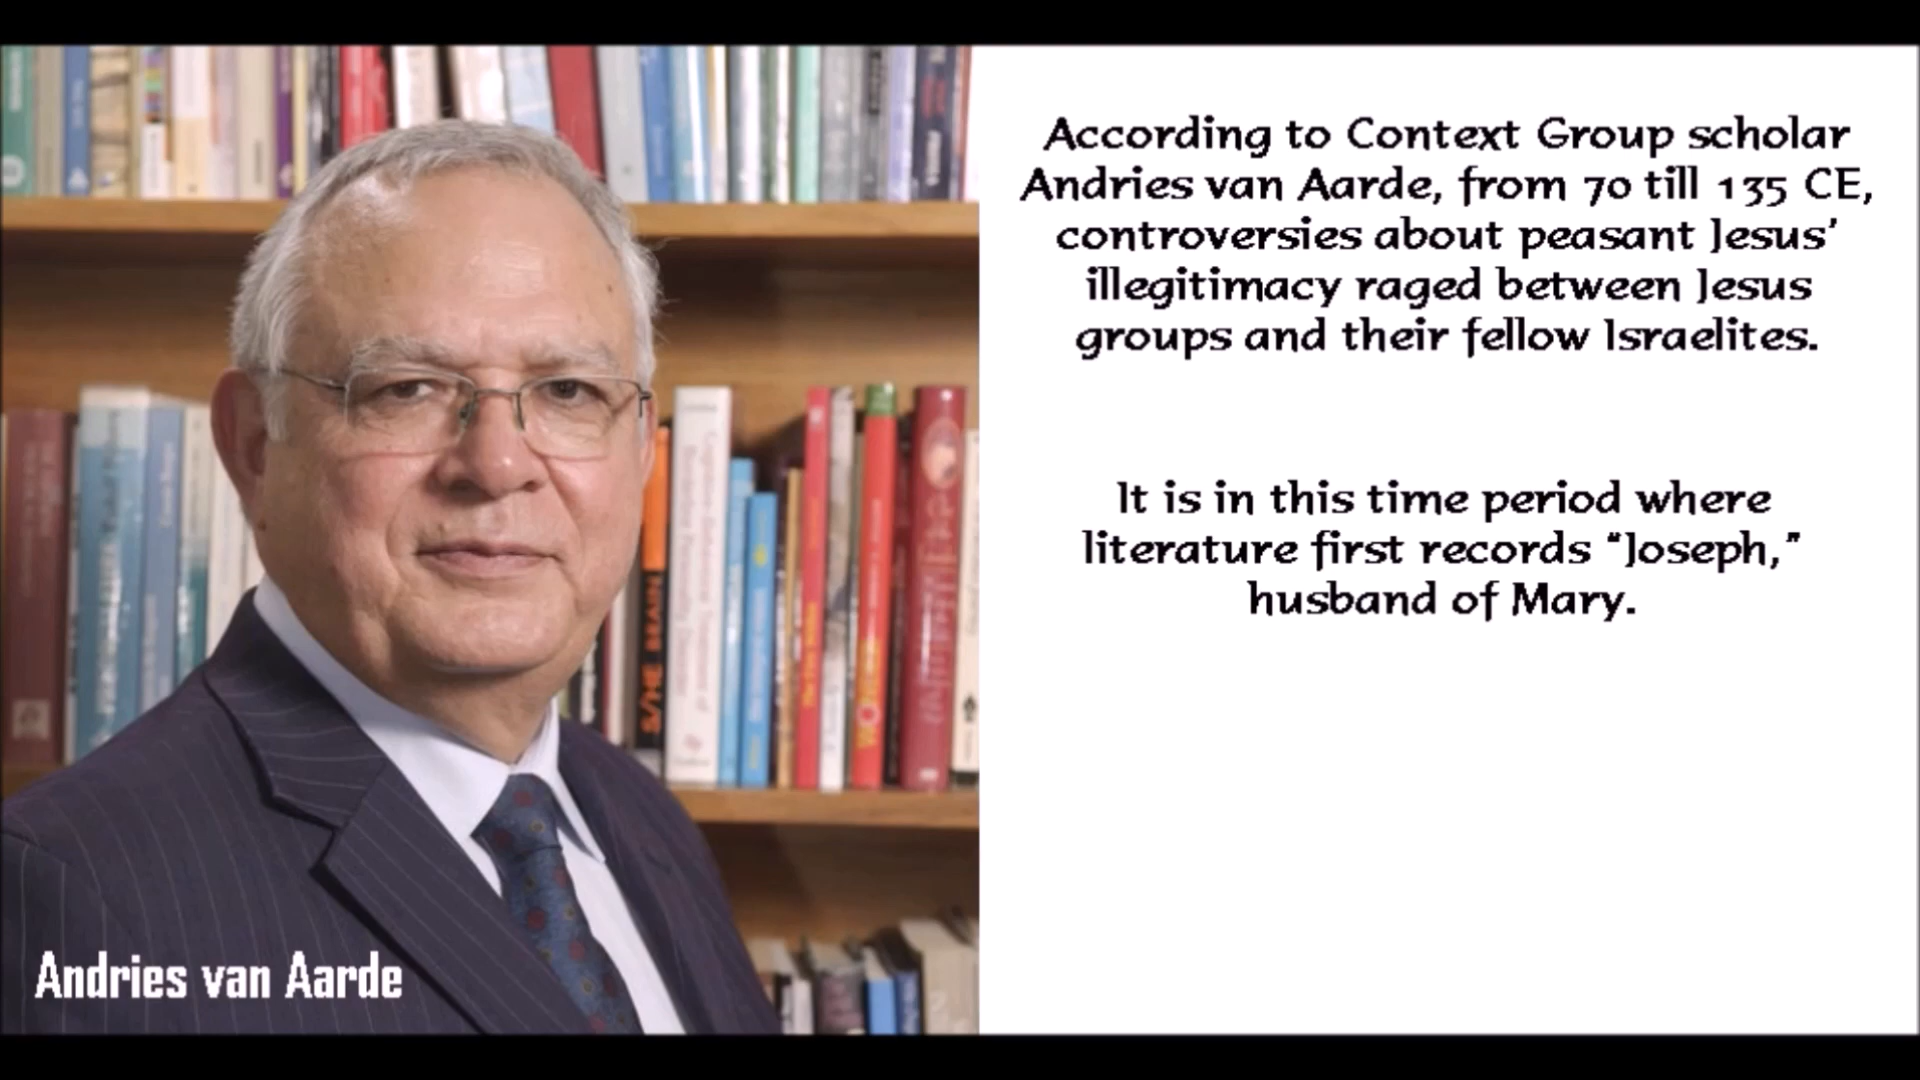 According to Context Group scholar
Andries van Aarde, from 70 till 135 CE,
controversies about peasant Jesus'
illegitimacy raged between Jesus
groups and their fellow Israelites.
It is in this time period where
literature first records "Joseph,"
husband of Mary.
S/HE BRAIN
Andries van Aarde